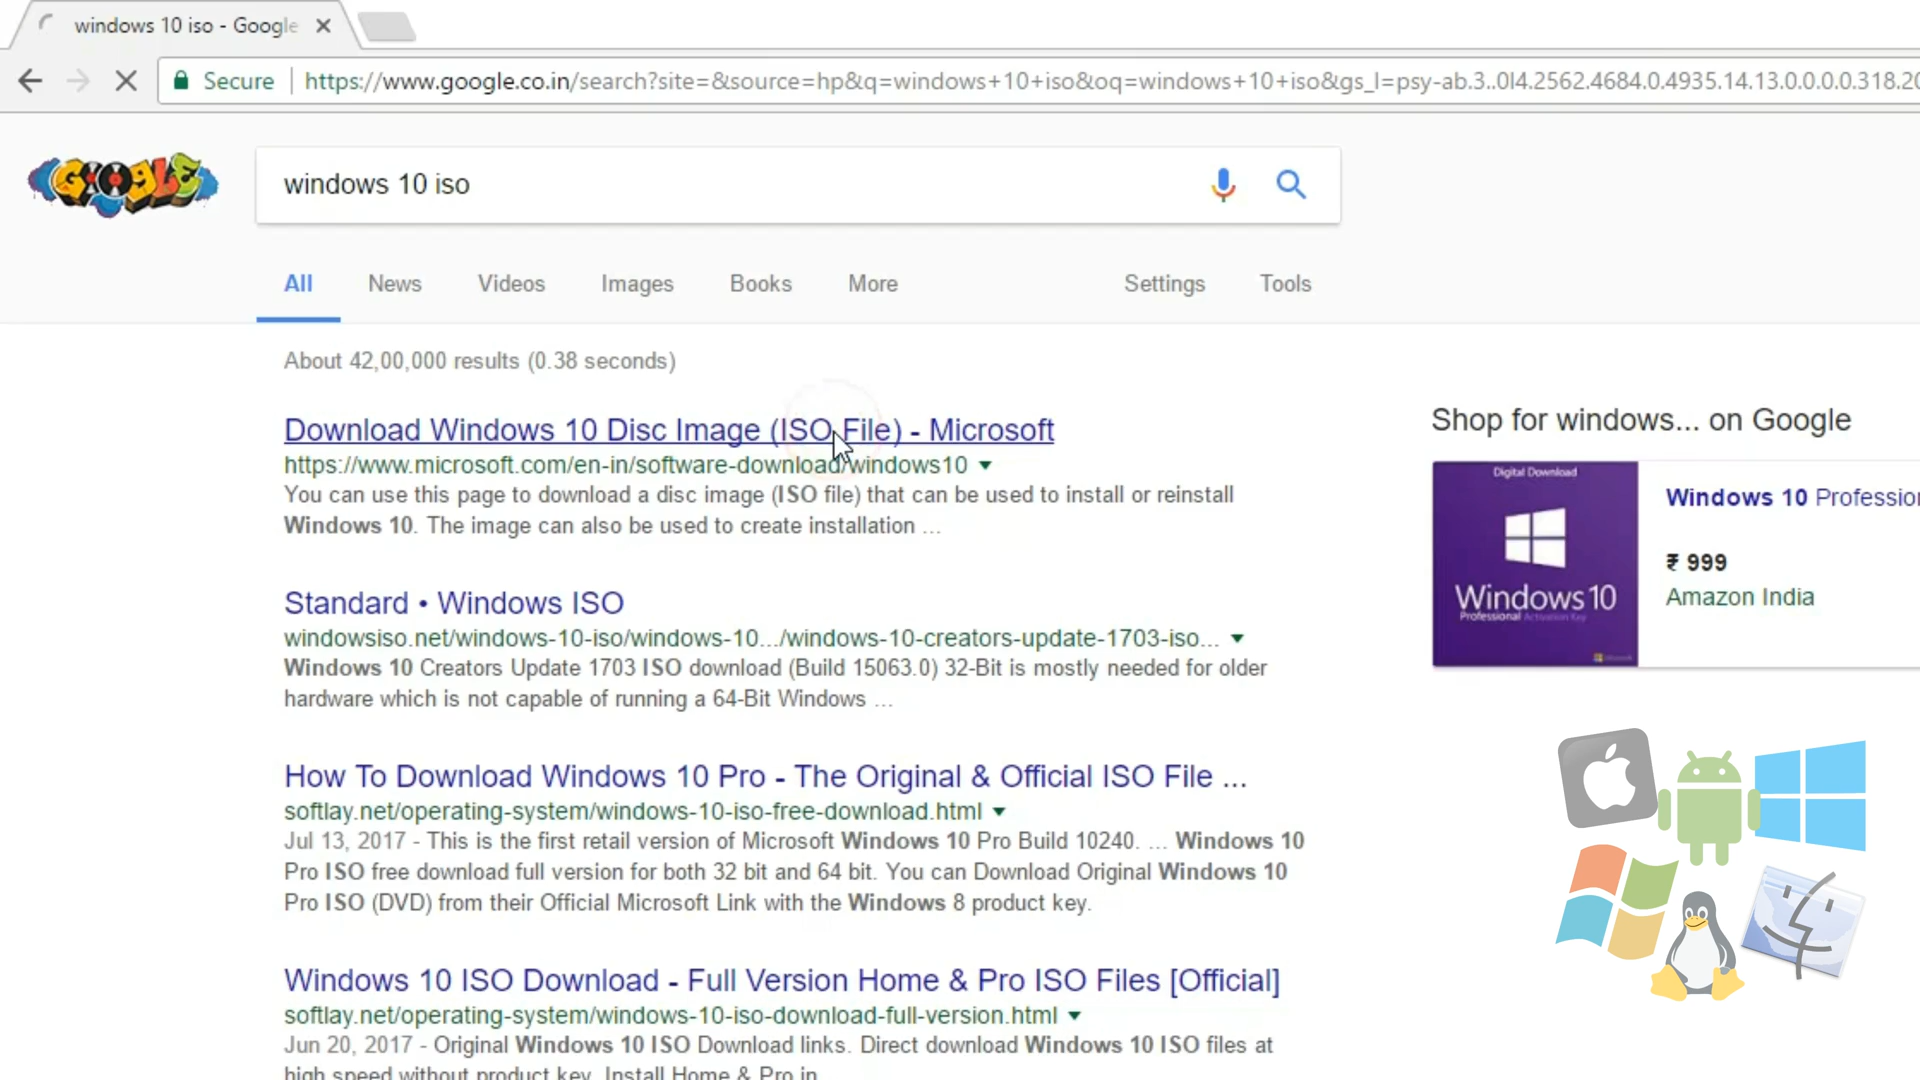 windows 10 iso - Google
Secure
https://www.google.co.in/search?site=&source=hp&q=windows+10+iso&oq=windows+10+iso&gs_l=psy-ab.3..0l4.2562.4684.0.4935.14.13.0.0.0.0.318.20
GOOGLE
windows 10 iso
All News Videos Images Books More Settings Tools
About 42,00,000 results (0.38 seconds)
Download Windows 10 Disc Image (ISO File) - Microsoft
https://www.microsoft.com/en-in/software-download/windows10
You can use this page to download a disc image (ISO file) that can be used to install or reinstall
Windows 10. The image can also be used to create installation ...
Standard • Windows ISO
windowsiso.net/windows-10-iso/windows-10.../windows-10-creators-update-1703-iso...
Windows 10 Creators Update 1703 ISO download (Build 15063.0) 32-Bit is mostly needed for older
hardware which is not capable of running a 64-Bit Windows ...
How To Download Windows 10 Pro - The Original & Official ISO File ...
softlay.net/operating-system/windows-10-iso-free-download.html
Jul 13, 2017 - This is the first retail version of Microsoft Windows 10 Pro Build 10240. ... Windows 10
Pro ISO free download full version for both 32 bit and 64 bit. You can Download Original Windows 10
Pro ISO (DVD) from their Official Microsoft Link with the Windows 8 product key.
Windows 10 ISO Download - Full Version Home & Pro ISO Files [Official]
softlay.net/operating-system/windows-10-iso-download-full-version.html
Jun 20, 2017 - Original Windows 10 ISO Download links. Direct download Windows 10 ISO files at
high speed without product key. Install Home & Pro in
Shop for windows... on Google
Digital Download
Windows 10
Professional Activation Key
Windows 10 Profession
₹ 999
Amazon India